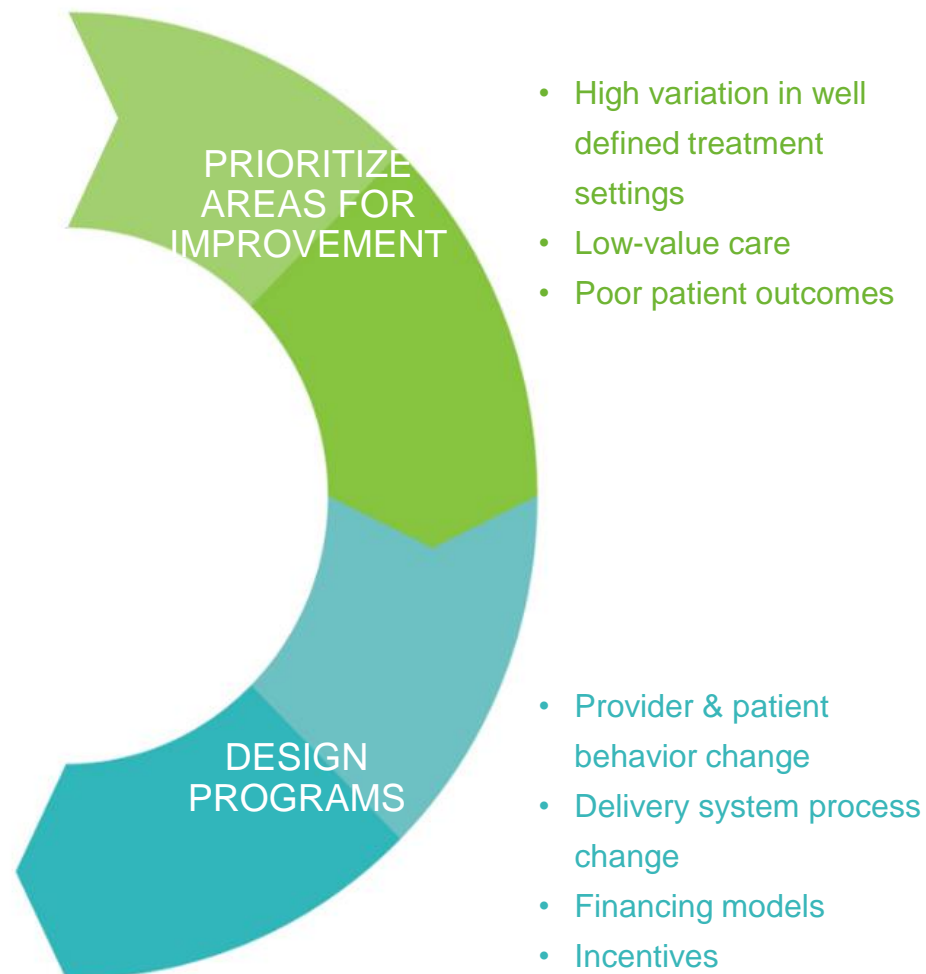 PRIORITIZE
AREAS FOR
IMPROVEMENT
• High variation in well
defined treatment
settings
• Low-value care
• Poor patient outcomes
DESIGN
PROGRAMS
• Provider & patient
behavior change
• Delivery system process
change
• Financing models
• Incentives